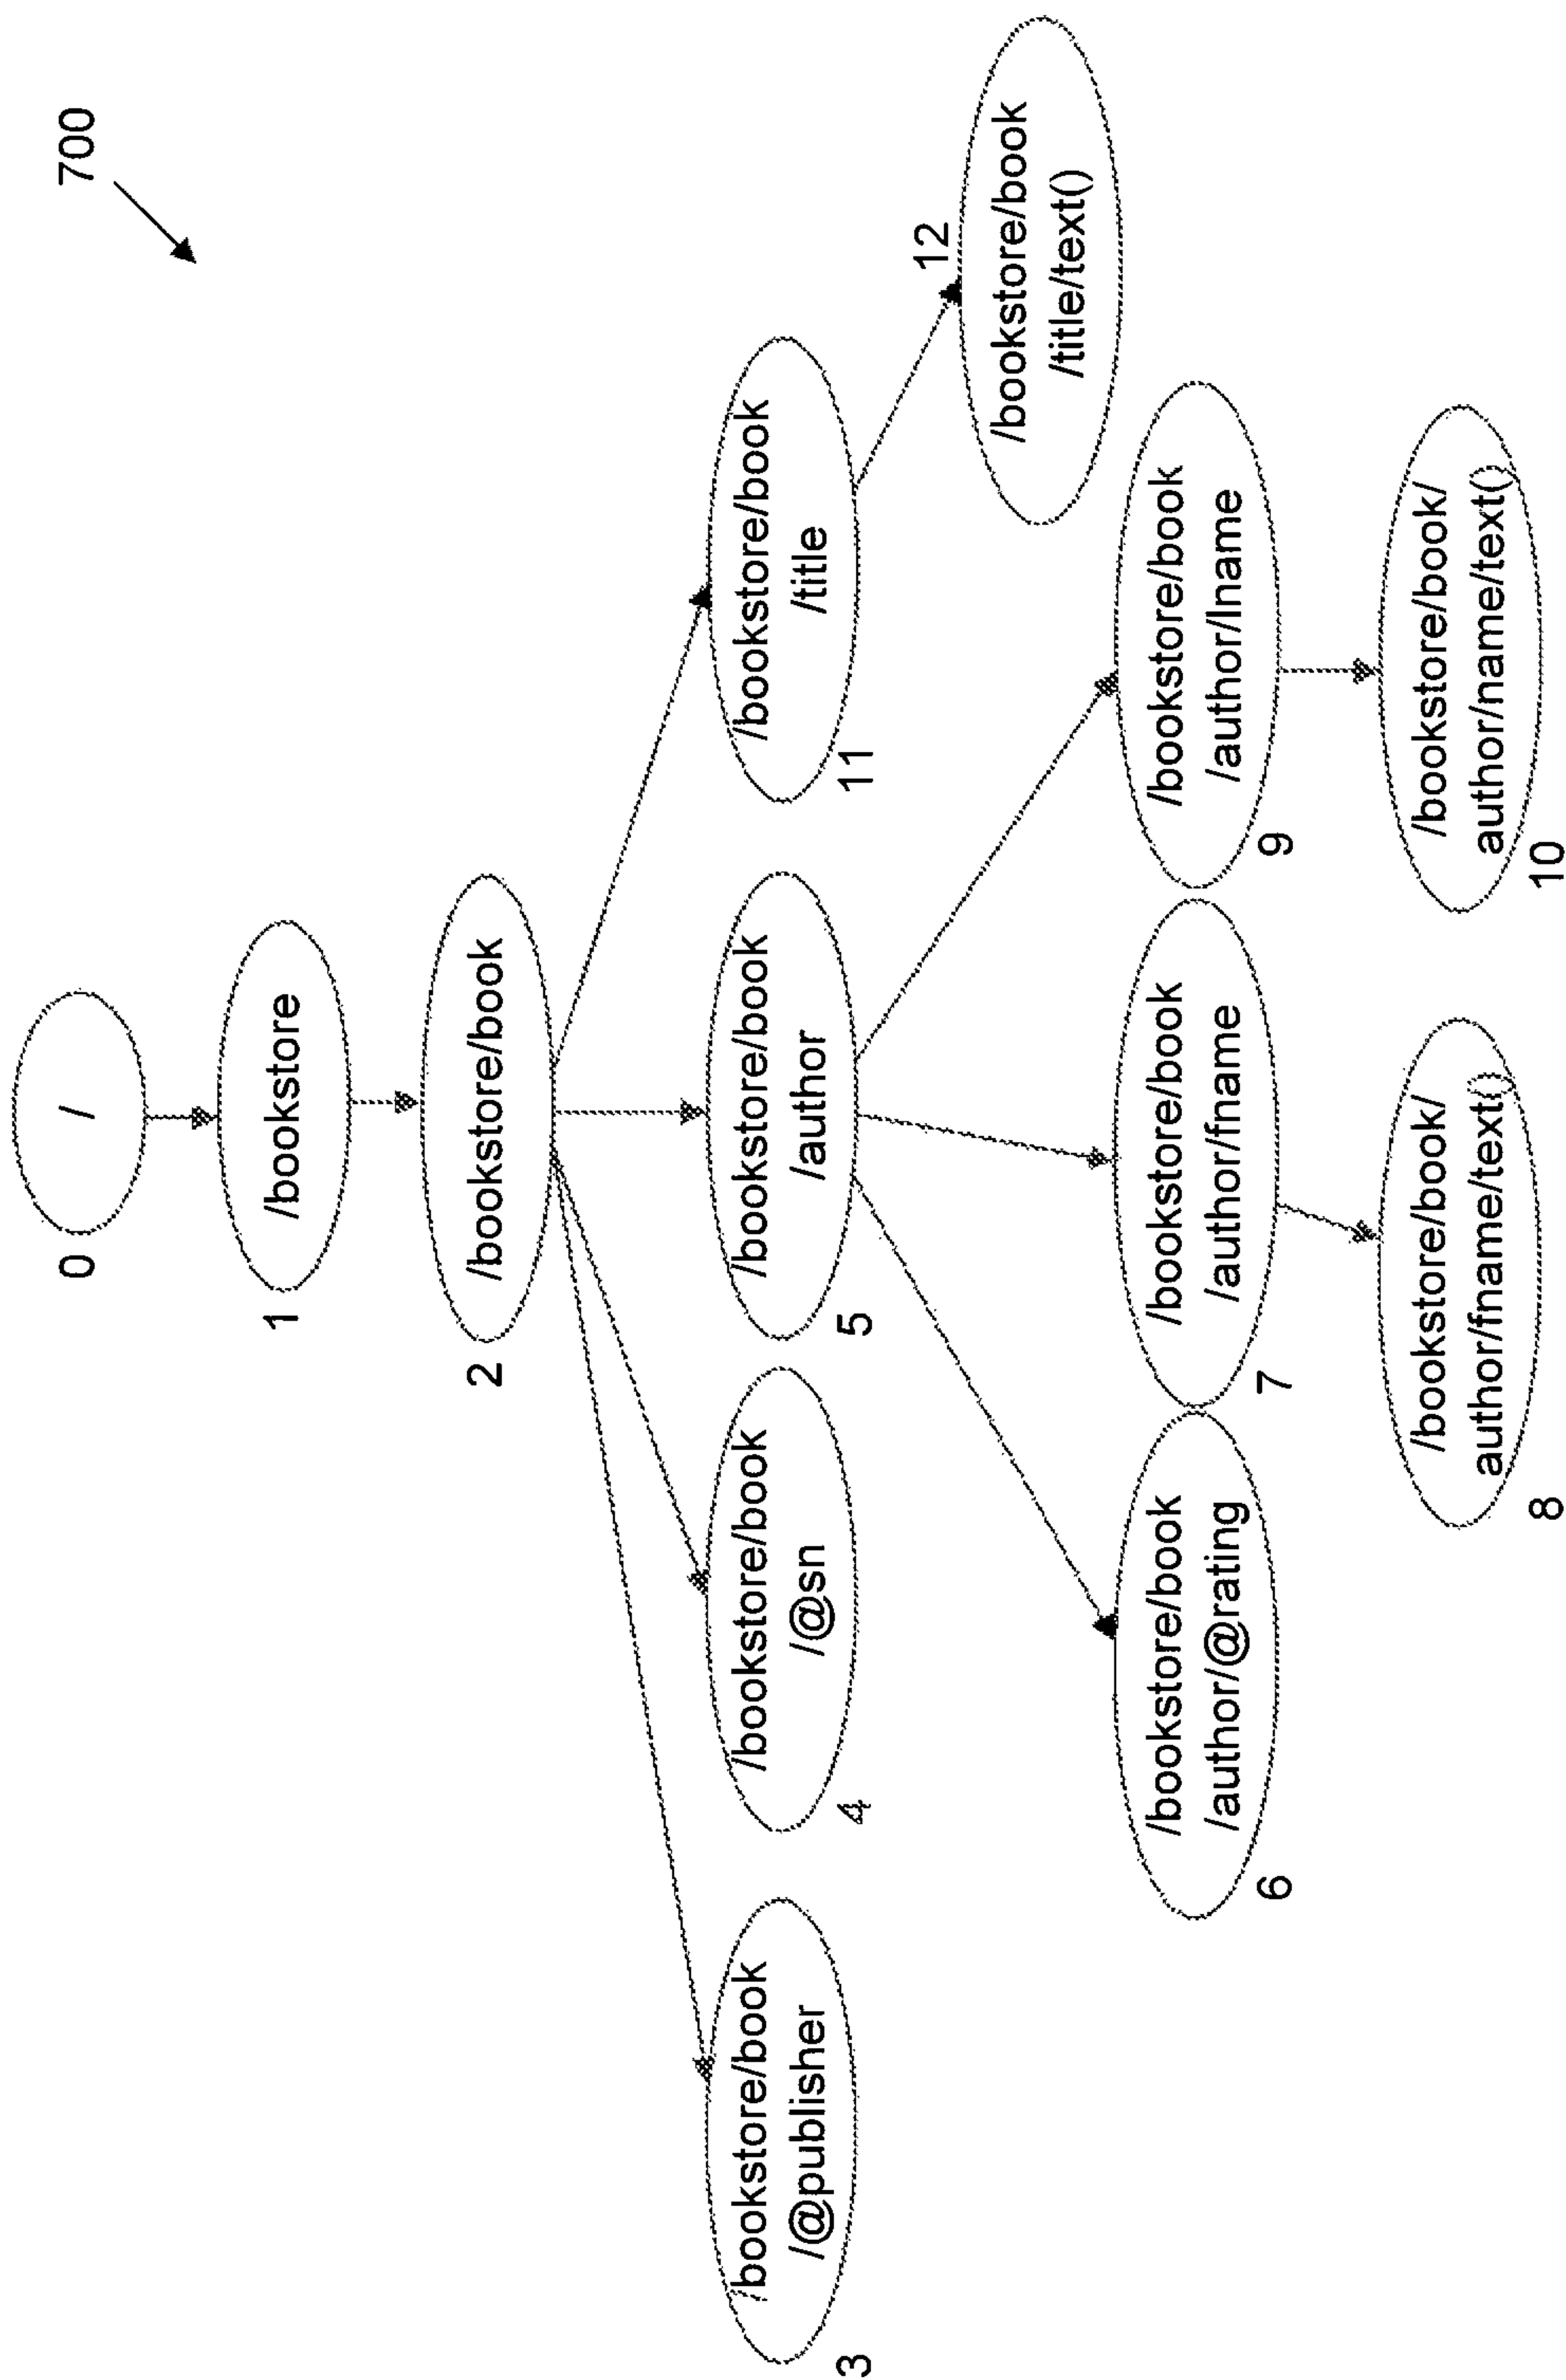 700
0
/
1
/bookstore
2
/bookstore/book
3
/bookstore/book
/@publisher
4
/bookstore/book
/@sn
5
/bookstore/book
/author
11
/bookstore/book
/title
12
/bookstore/book
/title/text()
6
/bookstore/book
/author/@rating
7
/bookstore/book
/author/fname
9
/bookstore/book
/author/lname
8
/bookstore/book/
author/fname/text()
10
/bookstore/book/
author/name/text()